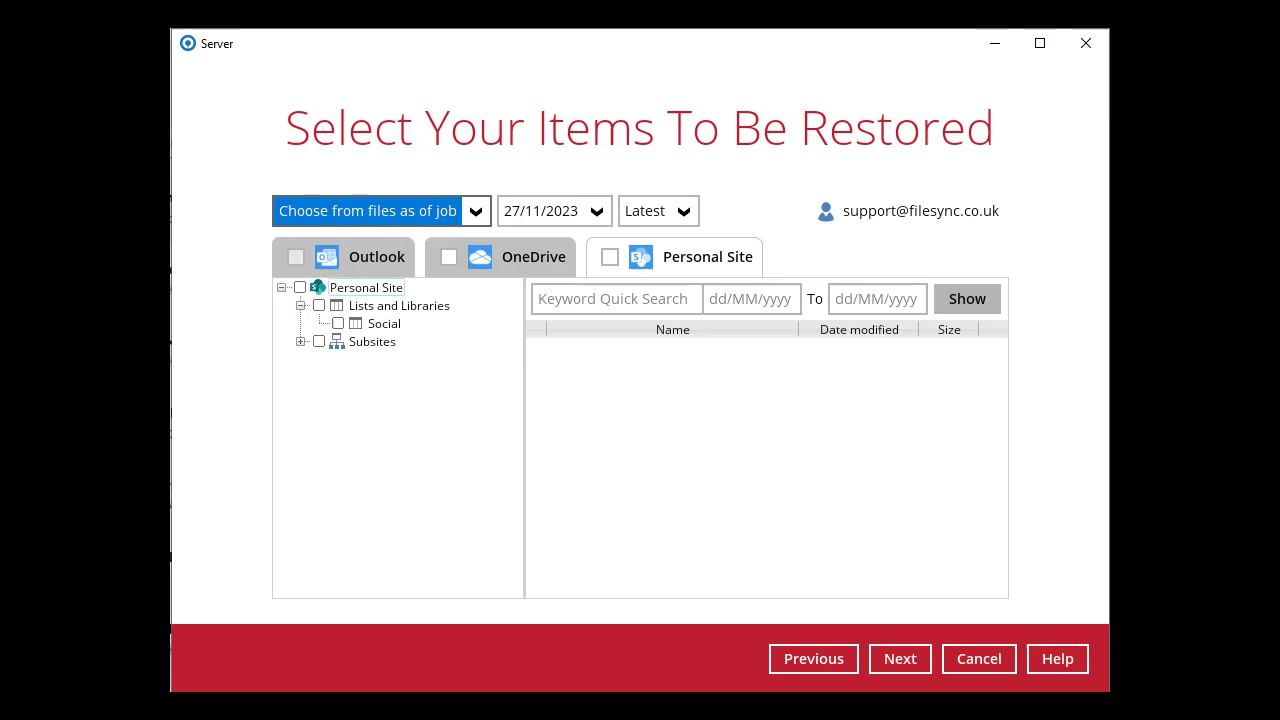 Server
Select Your Items To Be Restored
Choose from files as of job 27/11/2023 Latest support@filesync.co.uk
Outlook OneDrive Personal Site
Personal Site
Lists and Libraries
Social
Subsites
Keyword Quick Search dd/MM/yyyy To dd/MM/yyyy Show
Name Date modified Size
Previous Next Cancel Help